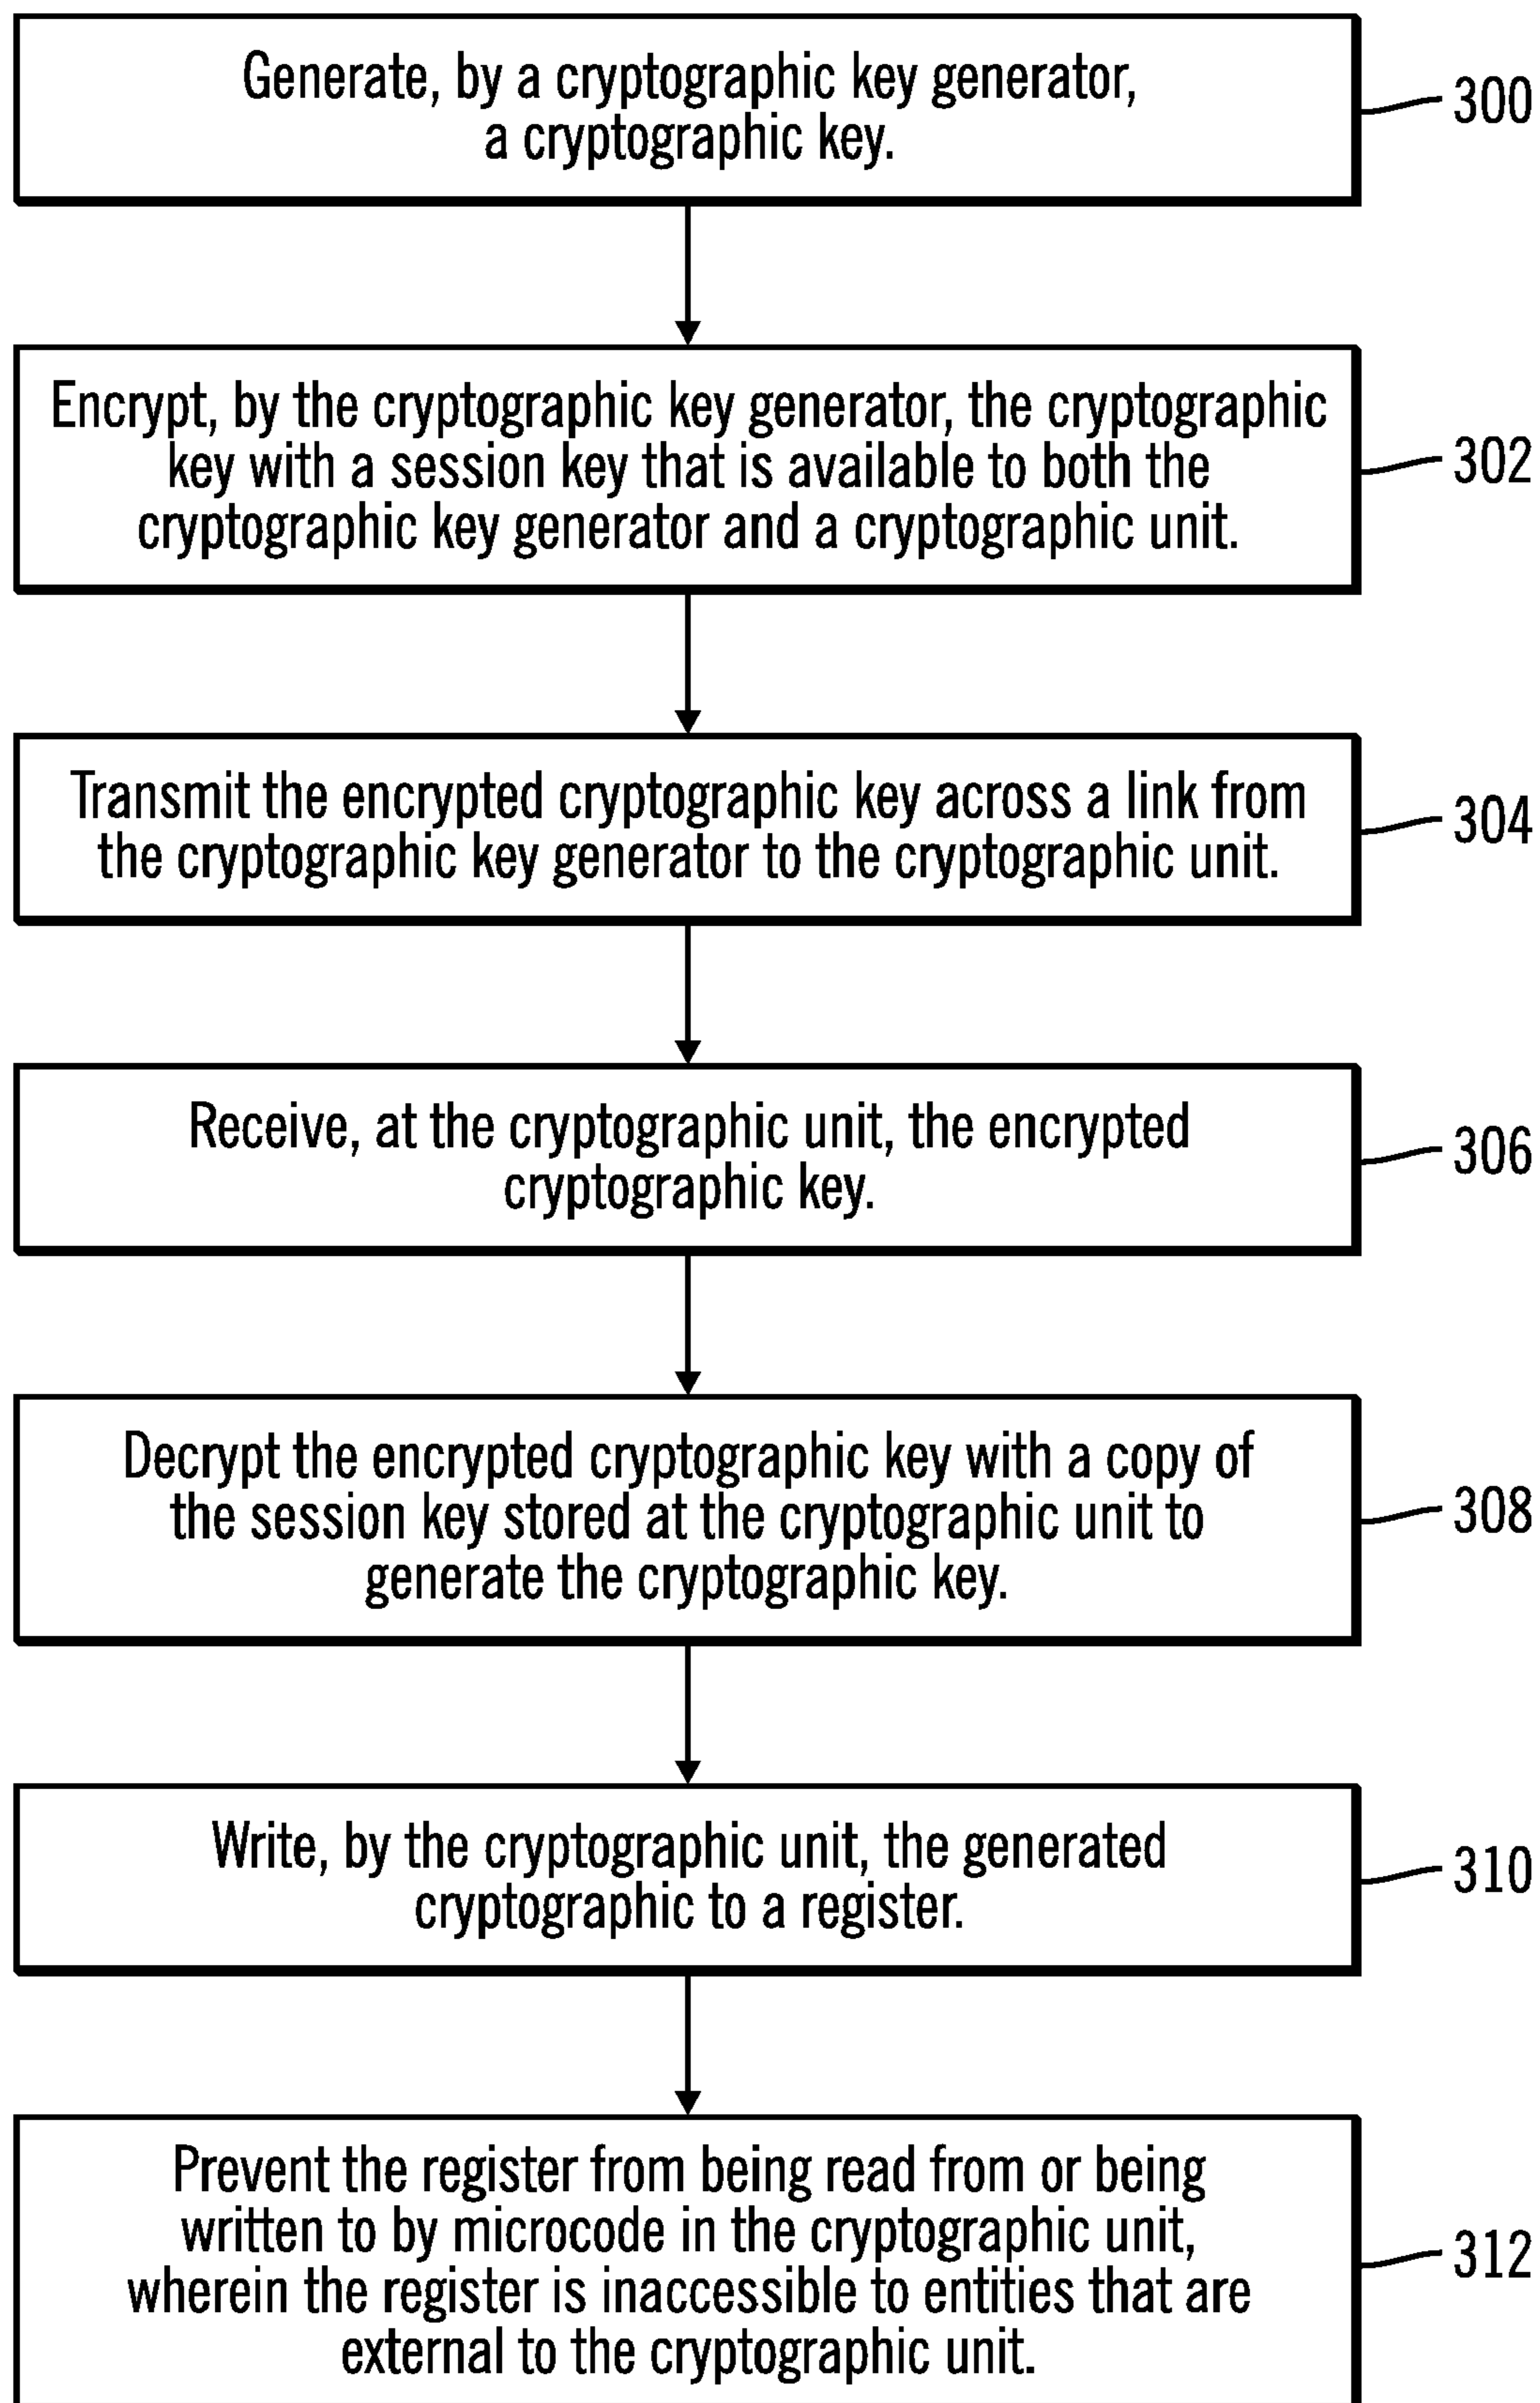 Generate, by a cryptographic key generator,
a cryptographic key.
300
Encrypt, by the cryptographic key generator, the cryptographic
key with a session key that is available to both the
cryptographic key generator and a cryptographic unit.
302
Transmit the encrypted cryptographic key across a link from
the cryptographic key generator to the cryptographic unit.
304
Receive, at the cryptographic unit, the encrypted
cryptographic key.
306
Decrypt the encrypted cryptographic key with a copy of
the session key stored at the cryptographic unit to
generate the cryptographic key.
308
Write, by the cryptographic unit, the generated
cryptographic to a register.
310
Prevent the register from being read from or being
written to by microcode in the cryptographic unit,
wherein the register is inaccessible to entities that are
external to the cryptographic unit.
312